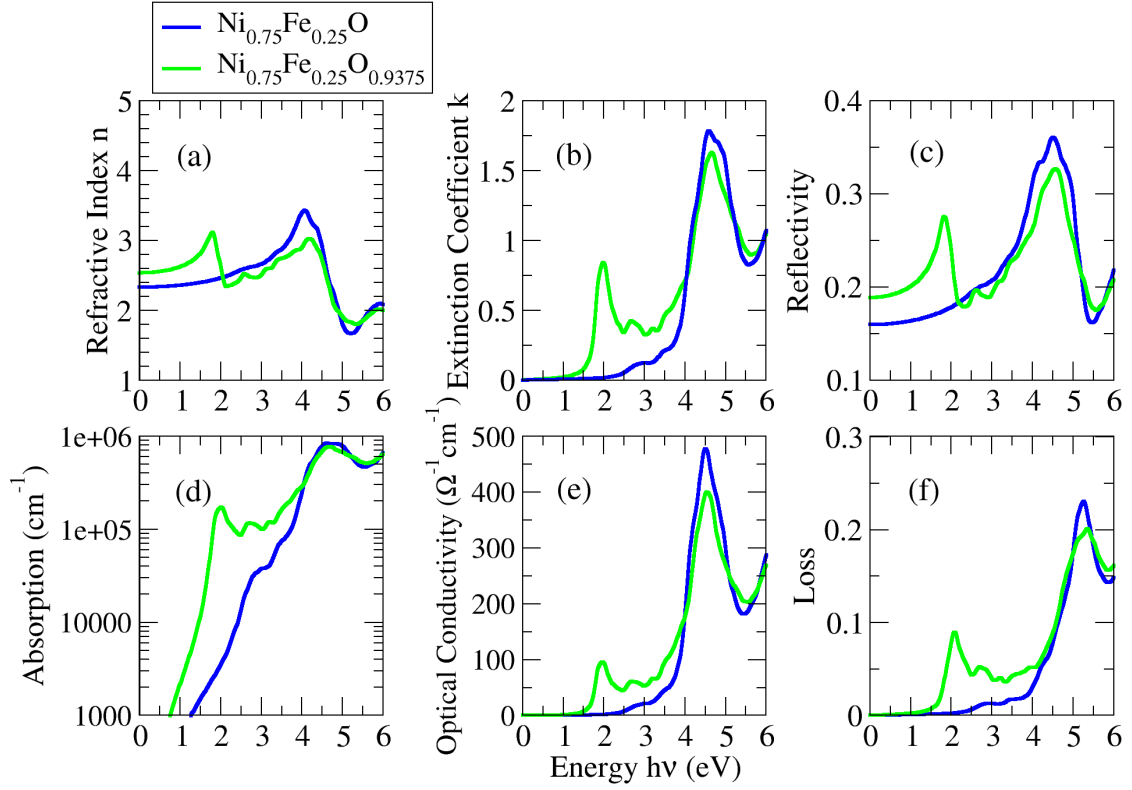 Ni0.75Fe0.25O
Ni0.75Fe0.25O0.9375
Refractive Index n
5
4
3
2
1
(a)
0 1 2 3 4 5 6
Extinction Coefficient k
2
1.5
1
0.5
0
(b)
0 1 2 3 4 5 6
Reflectivity
0.4
0.3
0.2
0.1
(c)
0 1 2 3 4 5 6
Absorption (cm⁻¹)
1e+06
1e+05
10000
1000
(d)
0 1 2 3 4 5 6
Optical Conductivity (Ω⁻¹cm⁻¹)
500
450
400
350
300
250
200
150
100
50
0
(e)
0 1 2 3 4 5 6
Loss
0.3
0.2
0.1
0
(f)
0 1 2 3 4 5 6
Energy hν (eV)